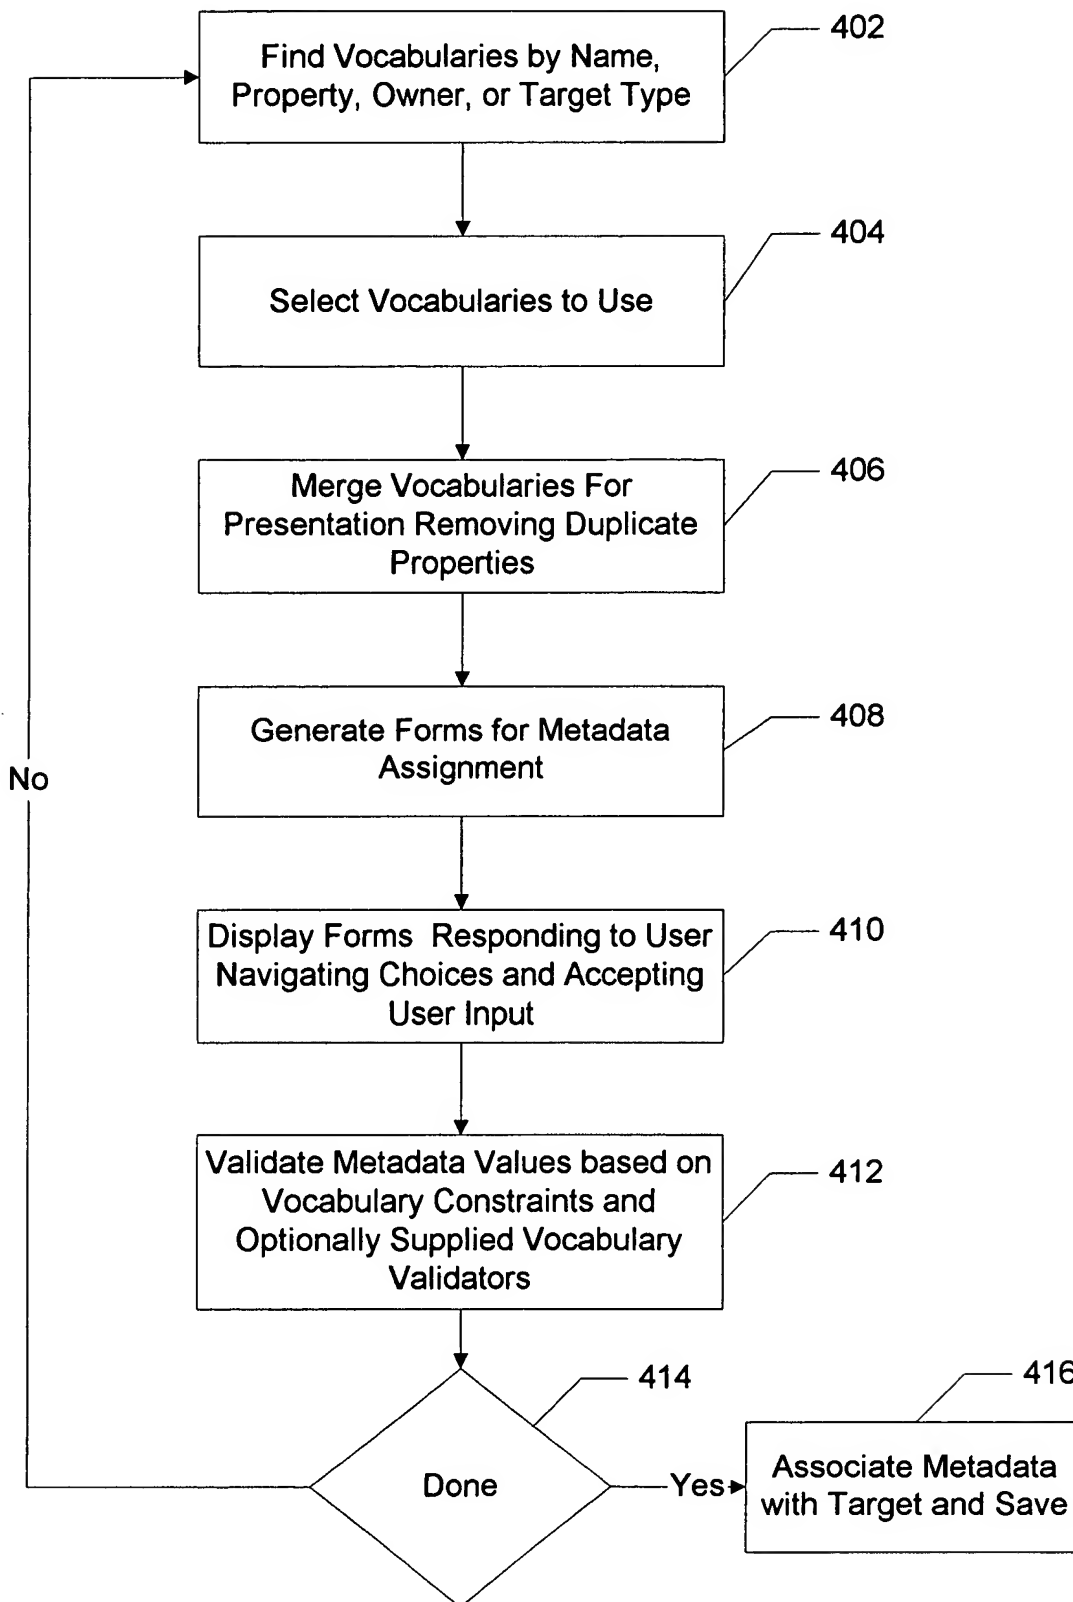 402
Find Vocabularies by Name,
Property, Owner, or Target Type
404
Select Vocabularies to Use
406
Merge Vocabularies For
Presentation Removing Duplicate
Properties
408
Generate Forms for Metadata
Assignment
No
410
Display Forms Responding to User
Navigating Choices and Accepting
User Input
412
Validate Metadata Values based on
Vocabulary Constraints and
Optionally Supplied Vocabulary
Validators
414
416
Done
Yes
Associate Metadata
with Target and Save